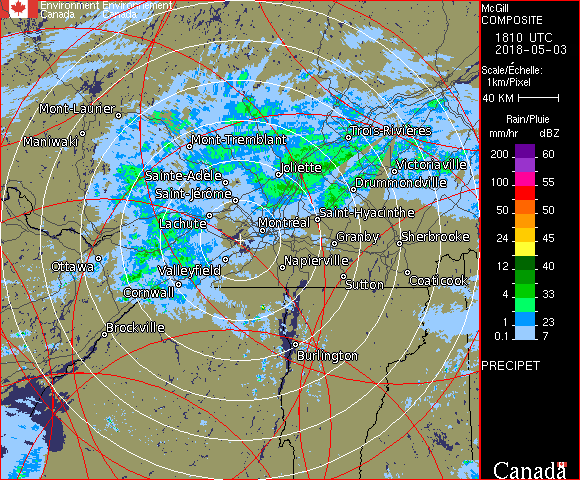 Environment Environnement
Canada Canada
McGill
COMPOSITE
1810 UTC
2018-05-03
Scale/Échelle:
1km/Pixel
40 KM
Rain/Pluie
mm/hr dBZ
200 60
100 55
50 50
24 45
12 40
4 33
1 23
0.1 7
PRECIPET
Canada
Mont-Laurier
Maniwaki
Mont-Tremblant
Trois-Rivières
Sainte-Adèle
Joliette
Victoriaville
Saint-Jérôme
Drummondville
Lachute
Montréal
Saint-Hyacinthe
Granby
Sherbrooke
Ottawa
Valleyfield
Napierville
Cornwall
Sutton
Coaticook
Brockville
Burlington